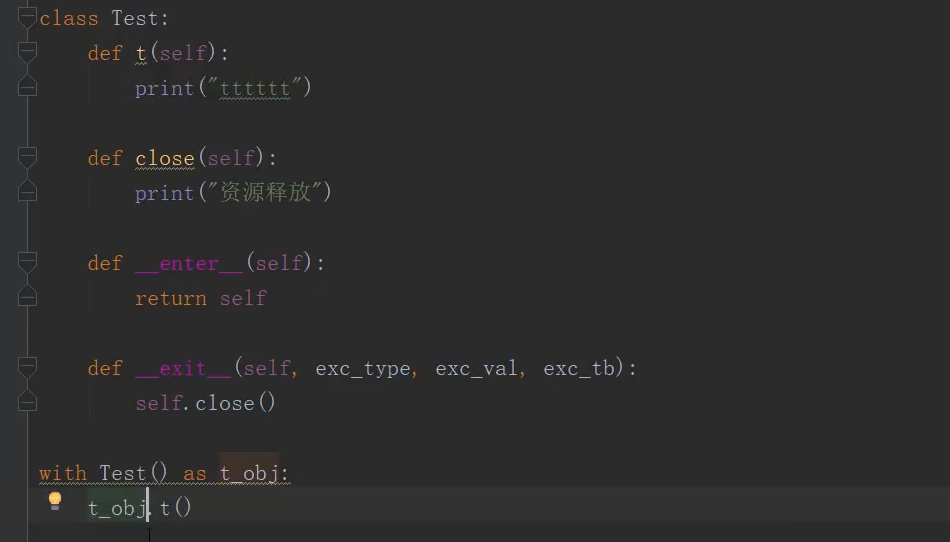 class Test:
    def t(self):
        print("tttttt")
    def close(self):
        print("资源释放")
    def __enter__(self):
        return self
    def __exit__(self, exc_type, exc_val, exc_tb):
        self.close()
with Test() as t_obj:
    t_obj.t()